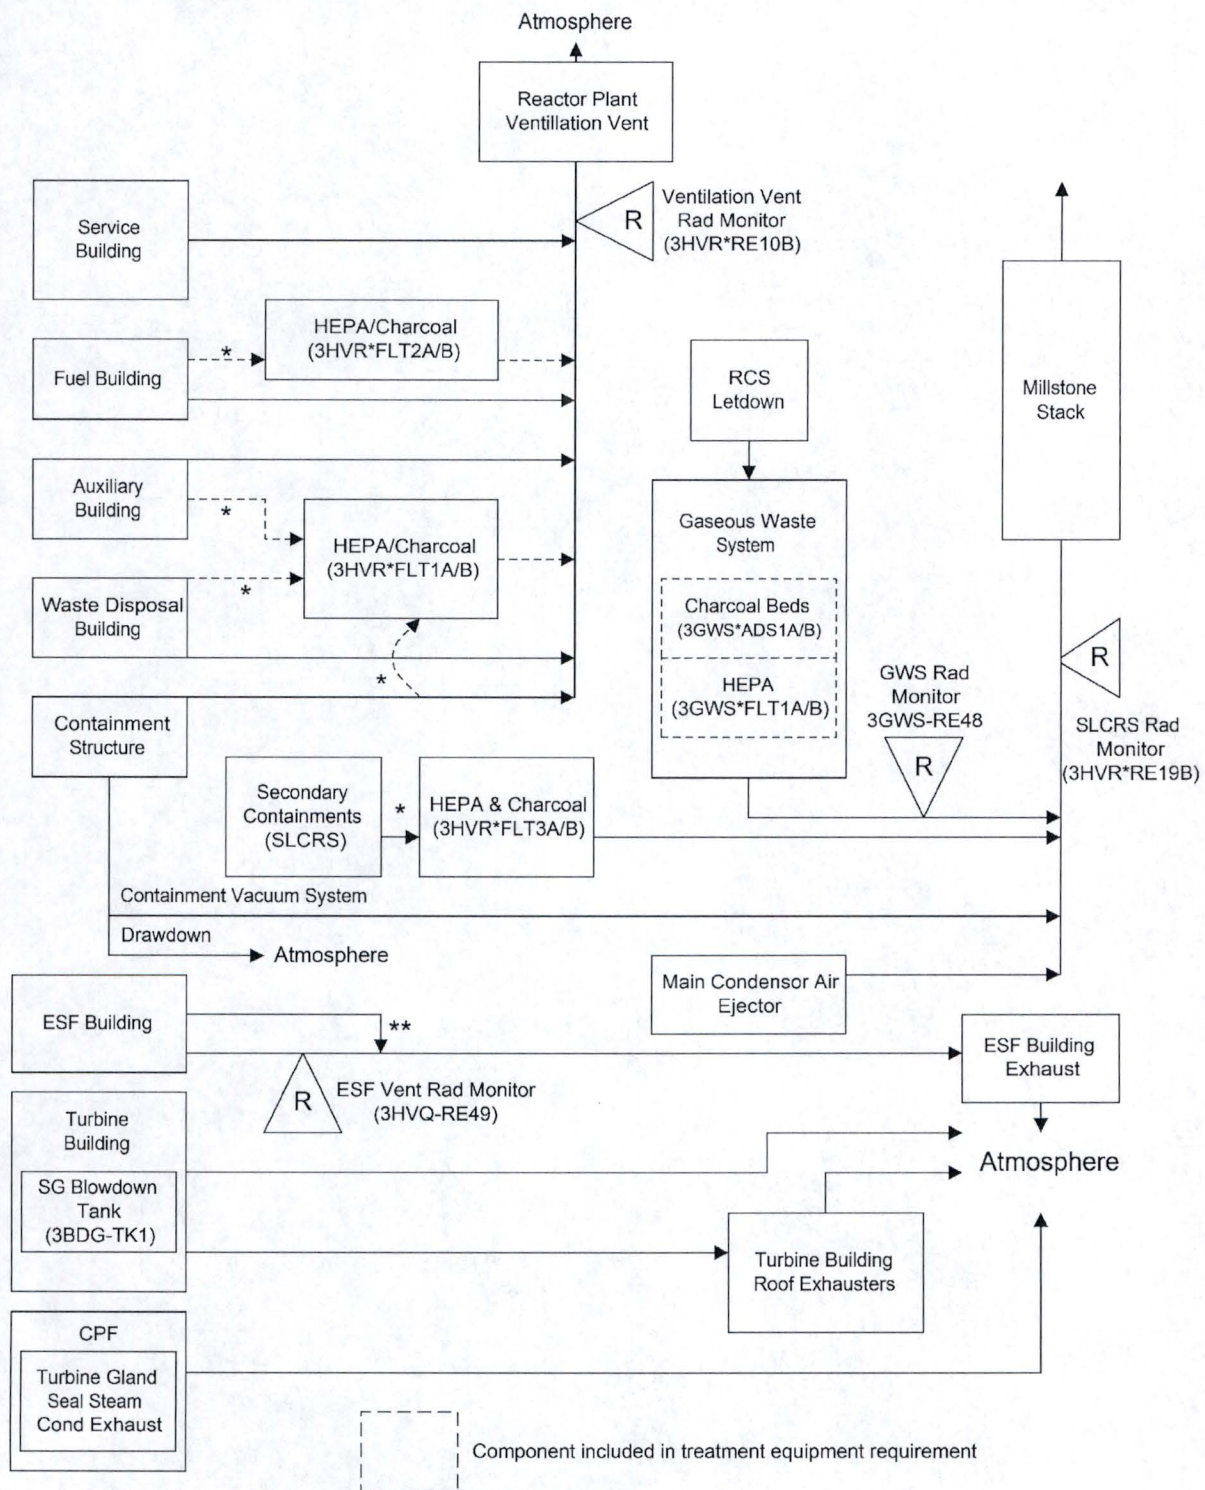 Atmosphere
Reactor Plant
Ventillation Vent
R
Ventilation Vent
Rad Monitor
(3HVR*RE10B)
Service
Building
HEPA/Charcoal
(3HVR*FLT2A/B)
*
Fuel Building
RCS
Letdown
Millstone
Stack
Auxiliary
Building
*
HEPA/Charcoal
(3HVR*FLT1A/B)
Gaseous Waste
System
Waste Disposal
Building
*
Charcoal Beds
(3GWS*ADS1A/B)
HEPA
(3GWS*FLT1A/B)
*
GWS Rad
Monitor
3GWS-RE48
R
R
SLCRS Rad
Monitor
(3HVR*RE19B)
Containment
Structure
Secondary
Containments
(SLCRS)
*
HEPA & Charcoal
(3HVR*FLT3A/B)
Containment Vacuum System
Drawdown
Atmosphere
Main Condensor Air
Ejector
ESF Building
**
ESF Building
Exhaust
R
ESF Vent Rad Monitor
(3HVQ-RE49)
Turbine
Building
Atmosphere
SG Blowdown
Tank
(3BDG-TK1)
Turbine Building
Roof Exhausters
CPF
Turbine Gland
Seal Steam
Cond Exhaust
Component included in treatment equipment requirement